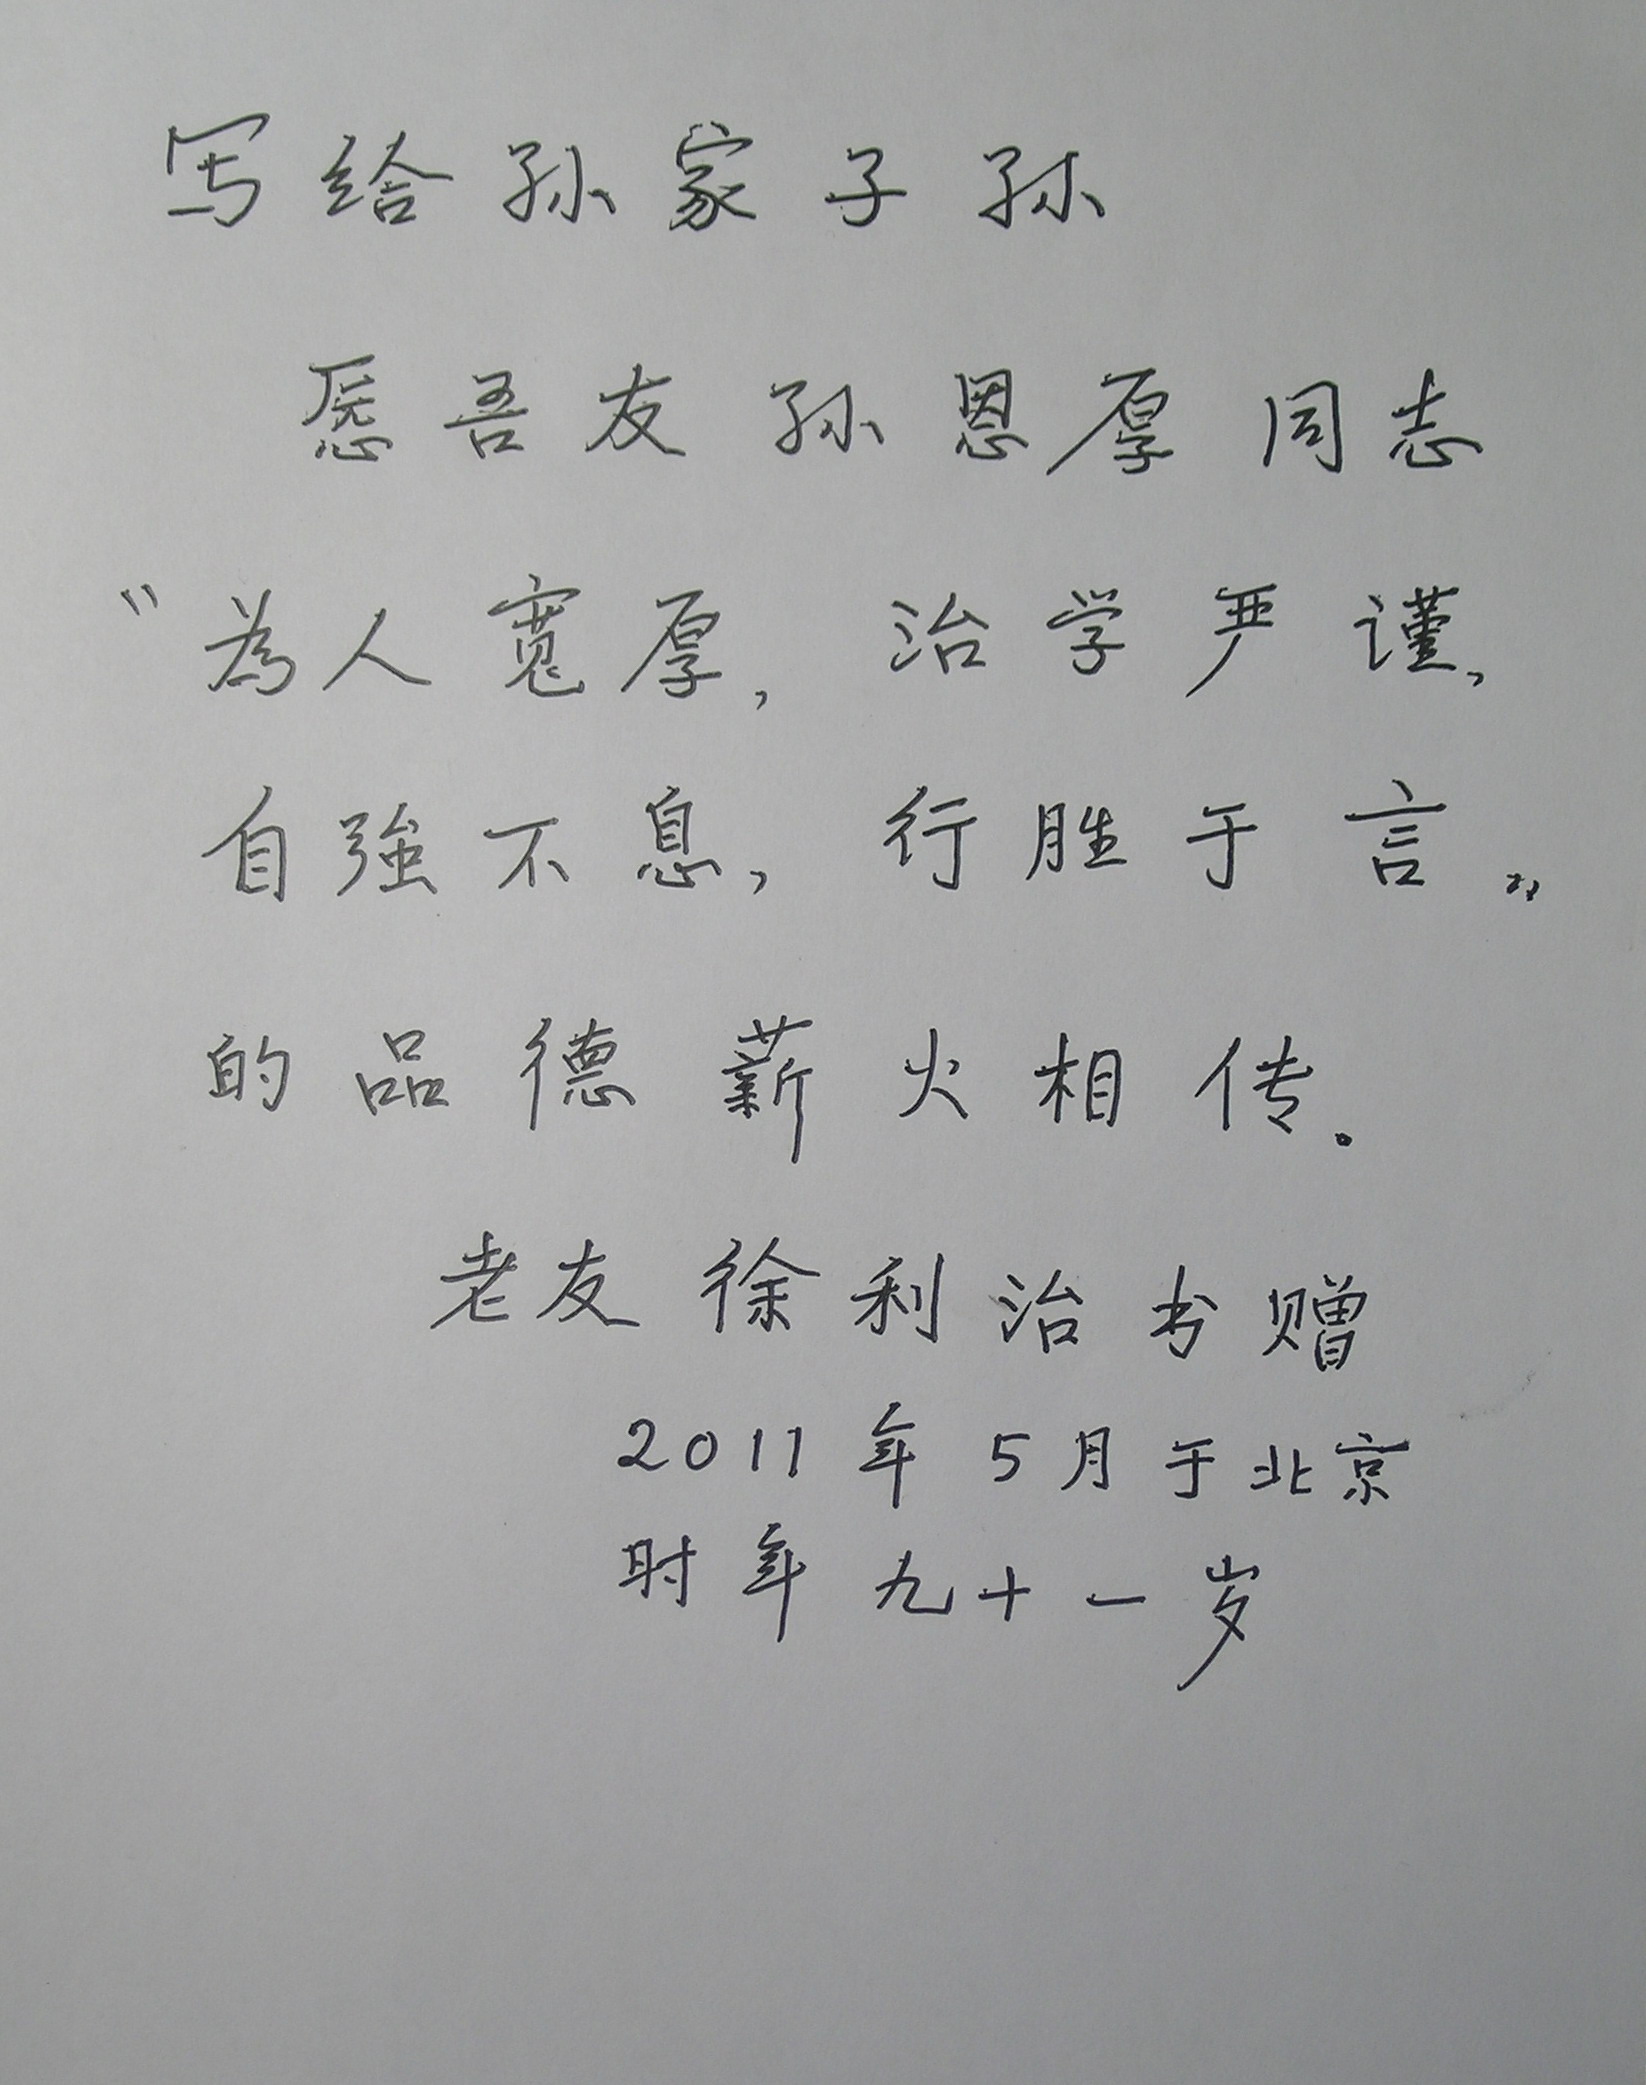 写给孙家子孙
愿吾友孙恩厚同志
“為人寬厚，治学严谨，
自強不息，行胜于言”
的品德薪火相传。
老友徐利治书赠
2011年5月于北京
时年九十一岁